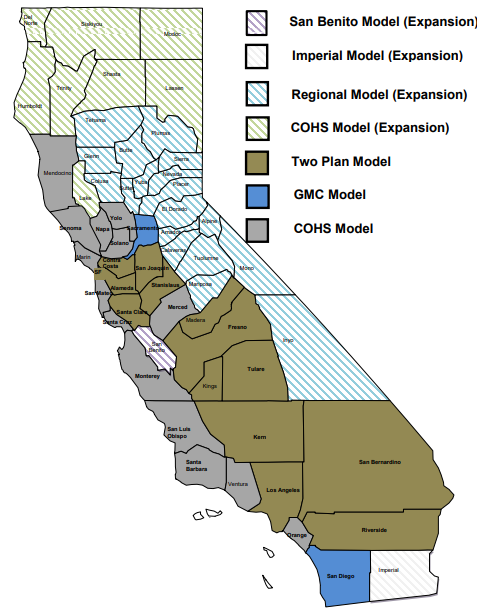 San Benito Model (Expansion)
Imperial Model (Expansion)
Regional Model (Expansion)
COHS Model (Expansion)
Two Plan Model
GMC Model
COHS Model
Del
Norte
Siskiyou
Modoc
Humboldt
Trinity
Shasta
Lassen
Tehama
Plumas
Mendocino
Glenn
Butte
Sierra
Colusa
Sutter
Yuba
Nevada
Placer
Lake
El Dorado
Sonoma
Napa
Yolo
Sacramento
Alpine
Amador
Solano
Calaveras
Marin
Contra
Costa
San Joaquin
Tuolumne
Mono
SF
Alameda
Stanislaus
Mariposa
San Mateo
Santa Clara
Merced
Santa Cruz
Madera
Fresno
San
Benito
Inyo
Monterey
Kings
Tulare
San Luis
Obispo
Kern
San Bernardino
Santa
Barbara
Ventura
Los Angeles
Orange
Riverside
San Diego
Imperial